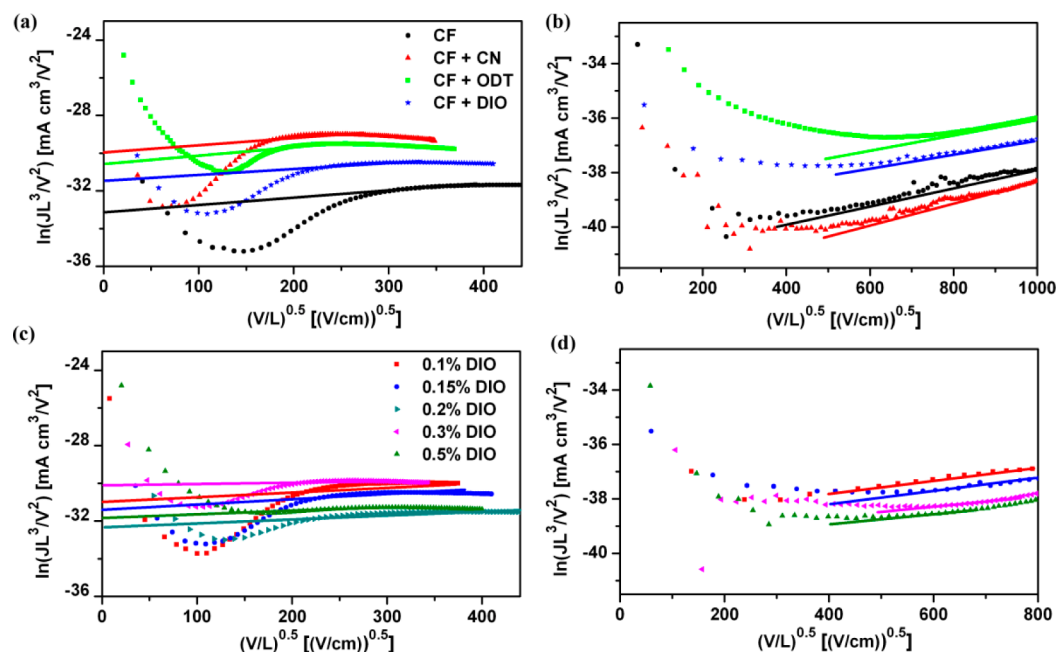 (a)
ln(JL³/V²) [mA cm³/V²]
-24
-28
-32
-36
CF
CF + CN
CF + ODT
CF + DIO
0 100 200 300 400
(V/L)^0.5 [(V/cm))^0.5]
(b)
ln(JL³/V²) [mA cm³/V²]
-34
-36
-38
-40
0 200 400 600 800 1000
(V/L)^0.5 [(V/cm))^0.5]
(c)
ln(JL³/V²) [mA cm³/V²]
-24
-28
-32
-36
0.1% DIO
0.15% DIO
0.2% DIO
0.3% DIO
0.5% DIO
0 100 200 300 400
(V/L)^0.5 [(V/cm))^0.5]
(d)
ln(JL³/V²) [mA cm³/V²]
-34
-36
-38
-40
0 200 400 600 800
(V/L)^0.5 [(V/cm))^0.5]